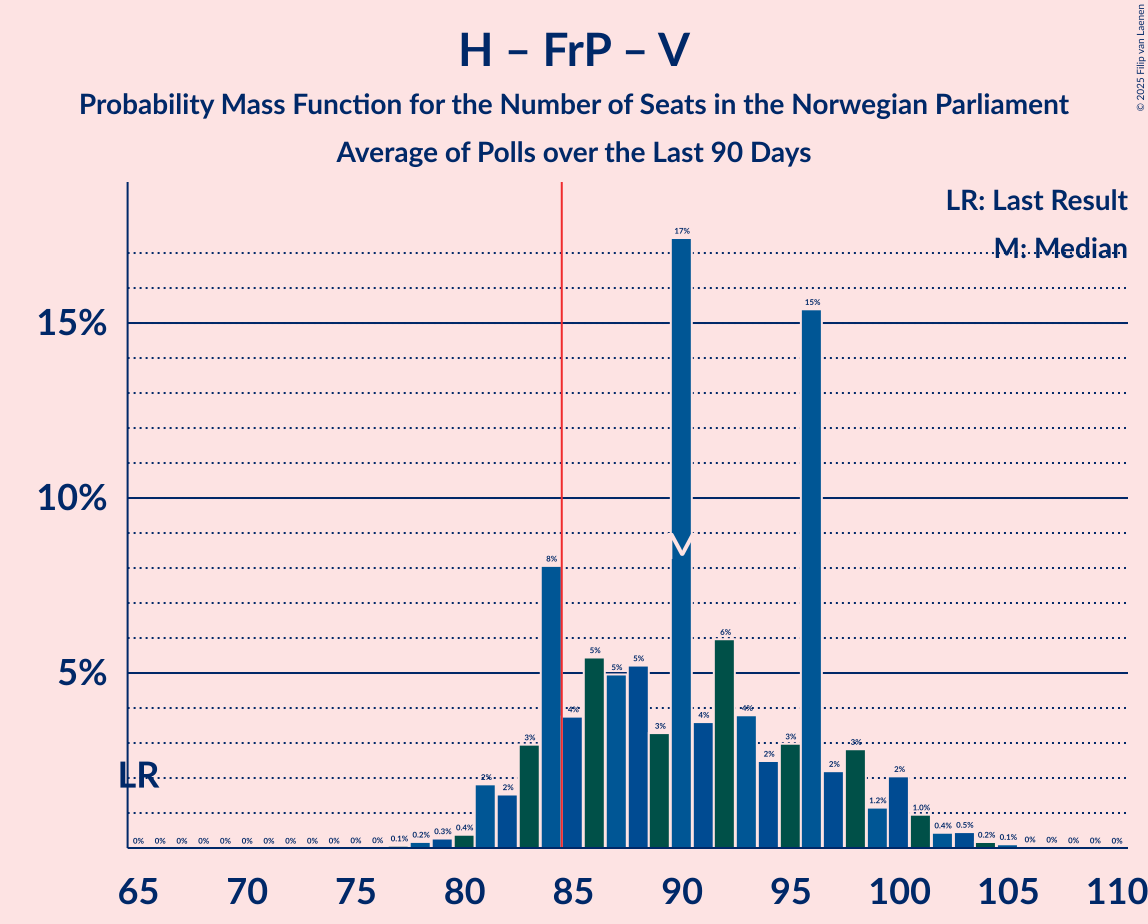 H – FrP – V
Probability Mass Function for the Number of Seats in the Norwegian Parliament
Average of Polls over the Last 90 Days
© 2025 Filip van Laenen
LR: Last Result
M: Median
15%
10%
5%
LR
M
0% 0% 0% 0% 0% 0% 0% 0% 0% 0% 0% 0% 0.1% 0.2% 0.3% 0.4% 2% 2% 3% 8% 4% 5% 5% 5% 3% 17% 4% 6% 4% 2% 3% 15% 2% 3% 1.2% 2% 1.0% 0.4% 0.5% 0.2% 0.1% 0% 0% 0% 0% 0%
65 70 75 80 85 90 95 100 105 110